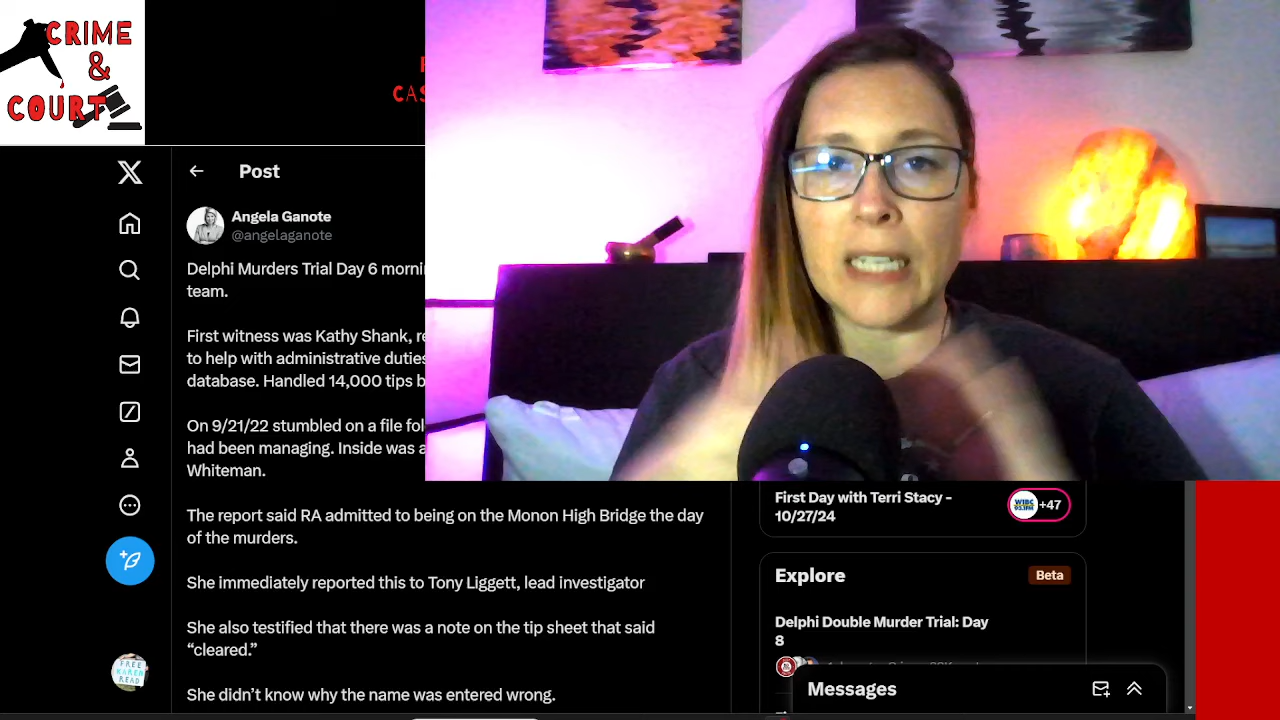 CRIME
&
COURT
CAS
Post
Angela Ganote
@angelaganote
Delphi Murders Trial Day 6
team.
First witness was Kathy Shank,
to help with administrative duties
database. Handled 14,000 tips
On 9/21/22 stumbled on a file
had been managing. Inside was
Whiteman.
The report said RA admitted to being on the Monon High Bridge the day
of the murders.
She immediately reported this to Tony Liggett, lead investigator
She also testified that there was a note on the tip sheet that said
“cleared.”
She didn’t know why the name was entered wrong.
First Day with Terri Stacy -
10/27/24
WIBC
+47
Explore
Beta
Delphi Double Murder Trial: Day
8
Messages
FREE
KAREN
READ